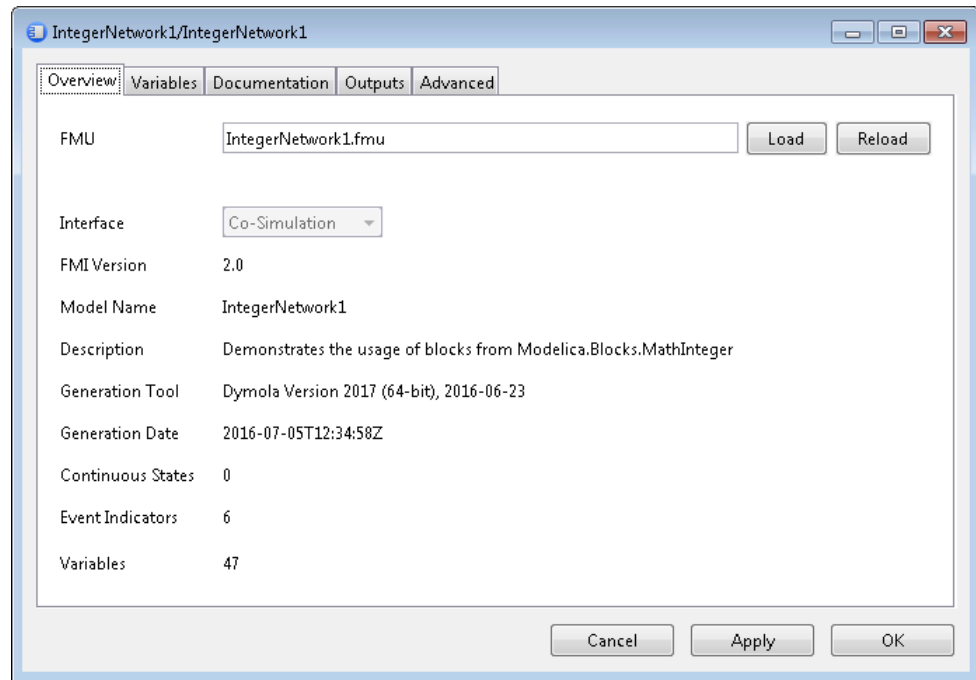 IntegerNetwork1/IntegerNetwork1
Overview Variables Documentation Outputs Advanced
FMU IntegerNetwork1.fmu Load Reload
Interface Co-Simulation
FMI Version 2.0
Model Name IntegerNetwork1
Description Demonstrates the usage of blocks from Modelica.Blocks.MathInteger
Generation Tool Dymola Version 2017 (64-bit), 2016-06-23
Generation Date 2016-07-05T12:34:58Z
Continuous States 0
Event Indicators 6
Variables 47
Cancel Apply OK